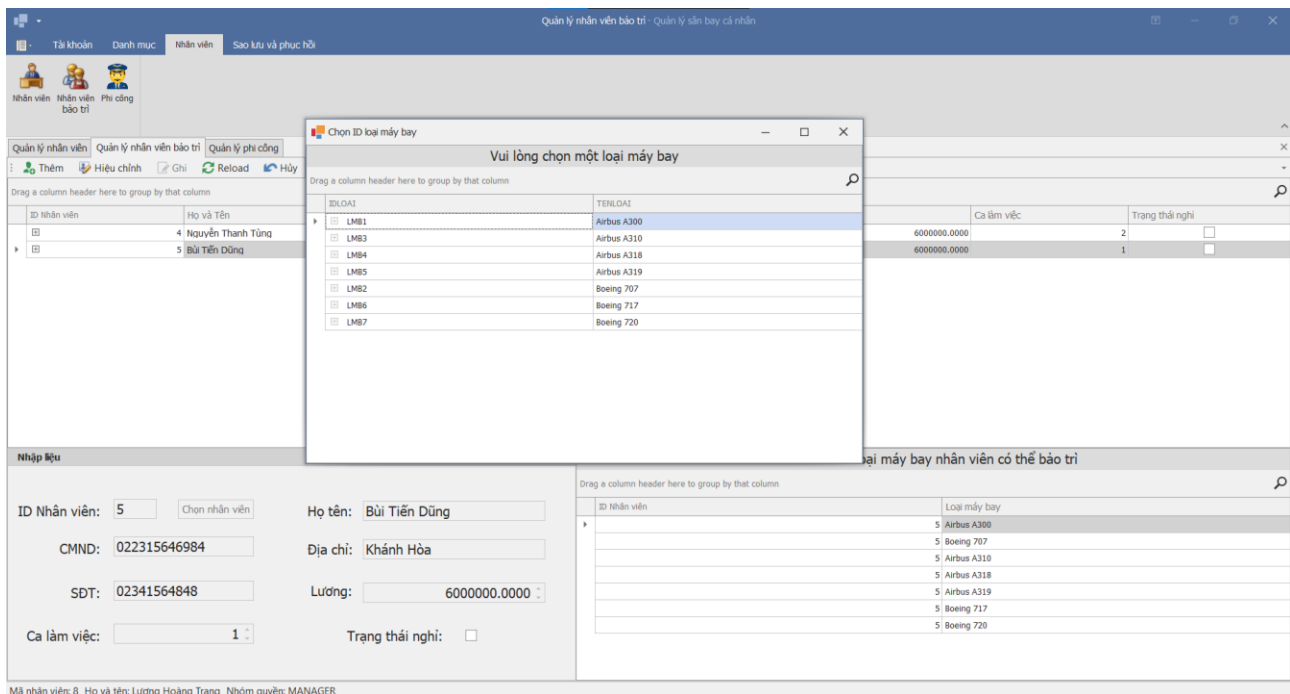 Quản lý nhân viên bảo trì - Quản lý sân bay cá nhân
Tài khoản Danh mục Nhân viên Sao lưu và phục hồi
Nhân viên Nhân viên bảo trì Phi công
Quản lý nhân viên Quản lý nhân viên bảo trì Quản lý phi công
Thêm Hiệu chỉnh Ghi Reload Hủy
Drag a column header here to group by that column
ID Nhân viên Họ và Tên Ca làm việc Trạng thái nghỉ
4 Nguyễn Thanh Tùng 6000000.0000 2
5 Bùi Tiến Dũng 6000000.0000 1
Chọn ID loại máy bay
Vui lòng chọn một loại máy bay
Drag a column header here to group by that column
IDLOAI TENLOAI
LMB1 Airbus A300
LMB3 Airbus A310
LMB4 Airbus A318
LMB5 Airbus A319
LMB2 Boeing 707
LMB6 Boeing 717
LMB7 Boeing 720
Nhập liệu
ID Nhân viên: 5 Chọn nhân viên Họ tên: Bùi Tiến Dũng
CMND: 022315646984 Địa chỉ: Khánh Hòa
SĐT: 02341564848 Lương: 6000000.0000
Ca làm việc: 1 Trạng thái nghỉ:
máy bay nhân viên có thể bảo trì
Drag a column header here to group by that column
ID Nhân viên Loại máy bay
5 Airbus A300
5 Boeing 707
5 Airbus A310
5 Airbus A318
5 Airbus A319
5 Boeing 717
5 Boeing 720
Mã nhân viên: 8 Họ và tên: Lương Hoàng Trang Nhóm quyền: MANAGER